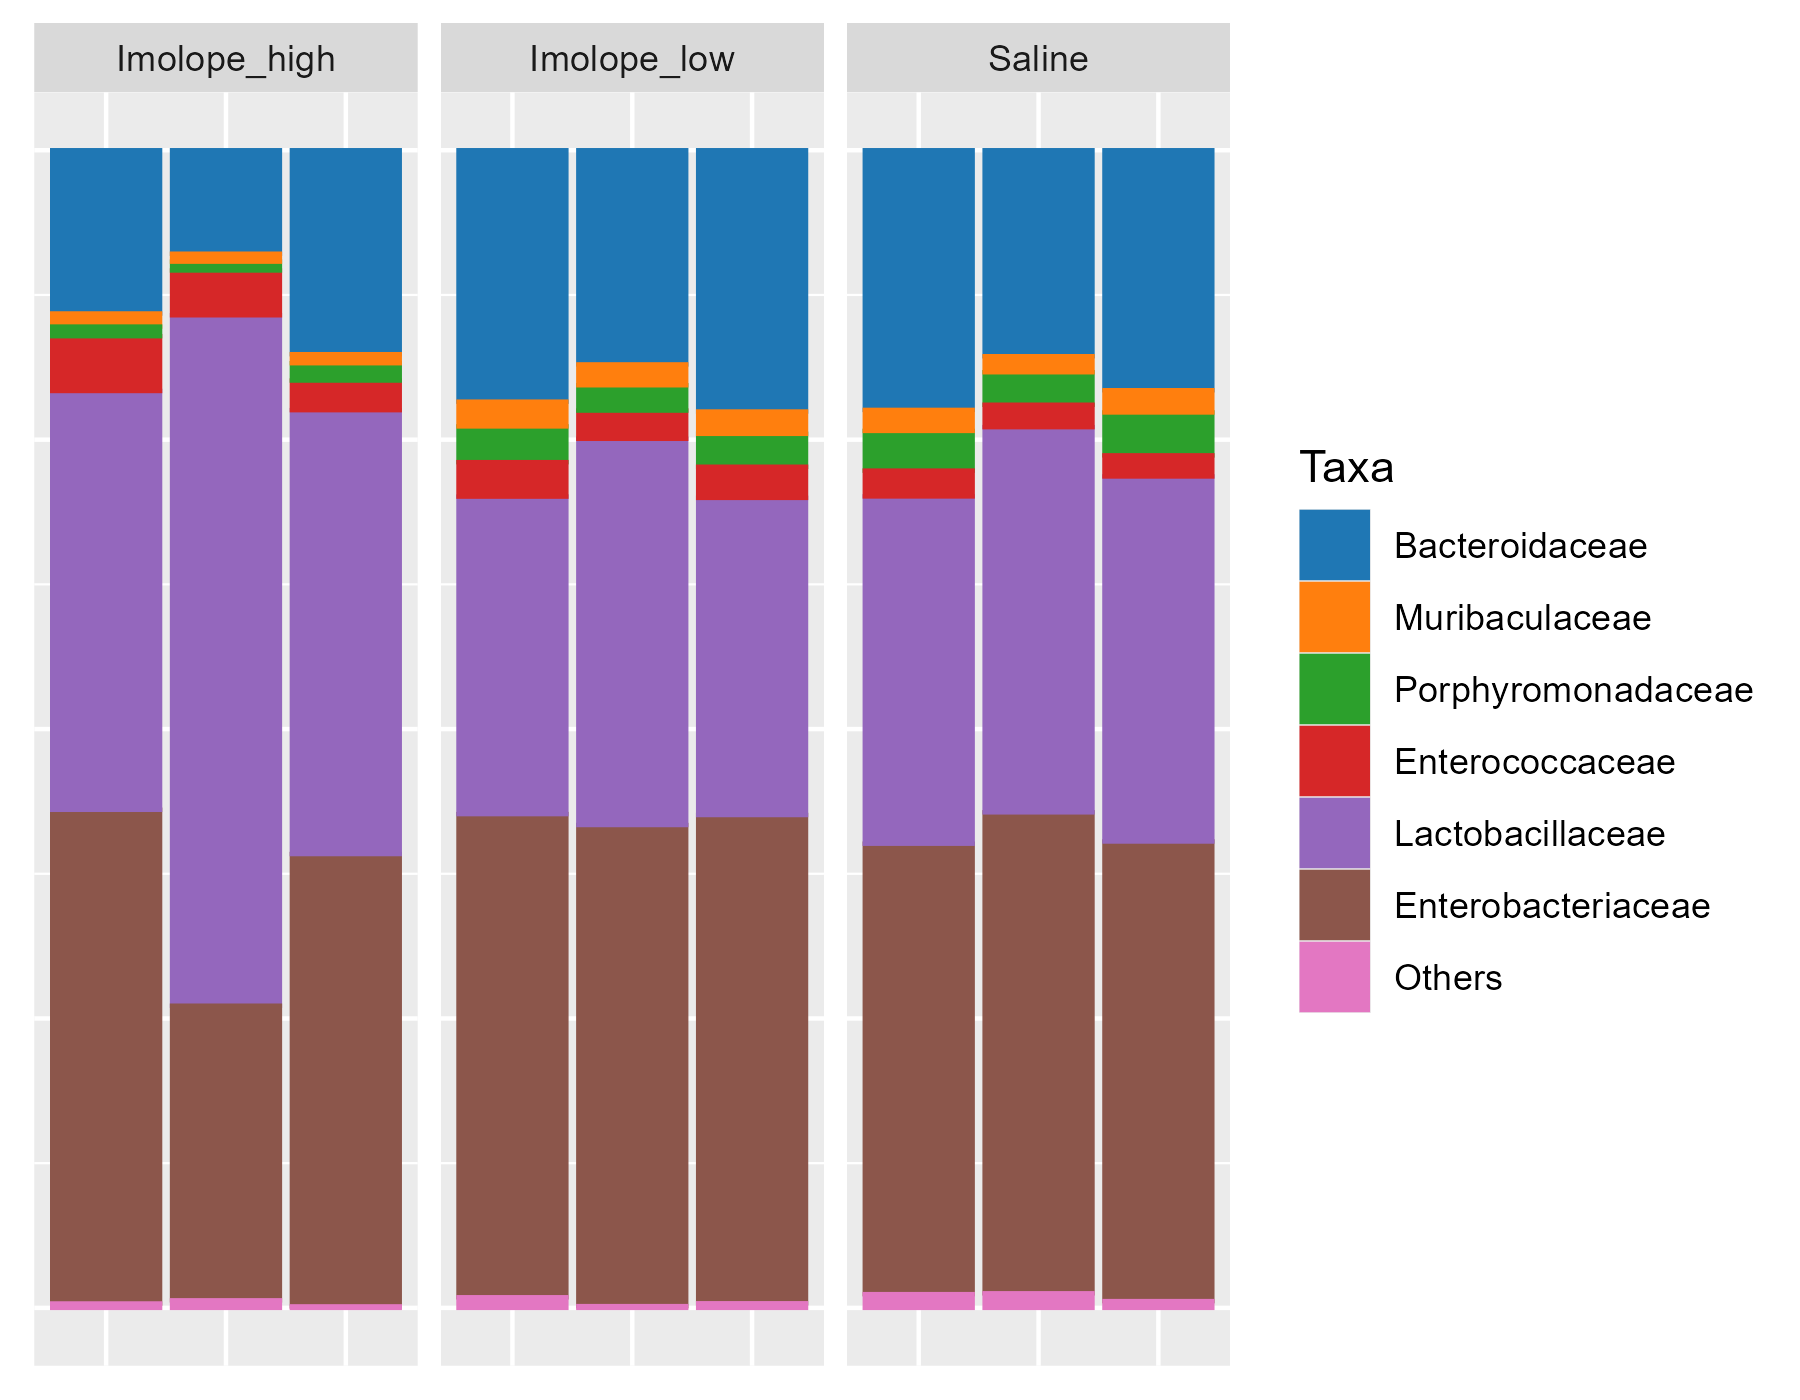 Imolope_high
Imolope_low
Saline
Taxa
Bacteroidaceae
Muribaculaceae
Porphyromonadaceae
Enterococcaceae
Lactobacillaceae
Enterobacteriaceae
Others